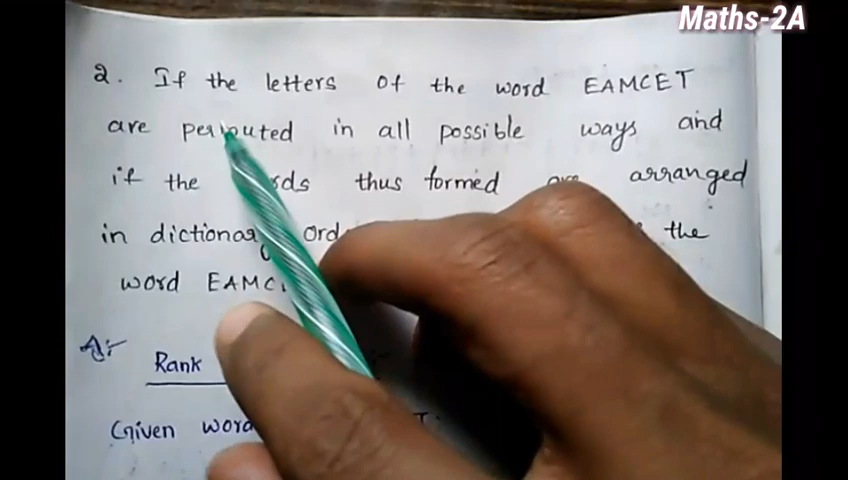 Maths-2A
2. If the letters of the word EAMCET
are permuted in all possible ways and
if the thus formed are arranged
in dictionary the
word
A:- Rank
Given